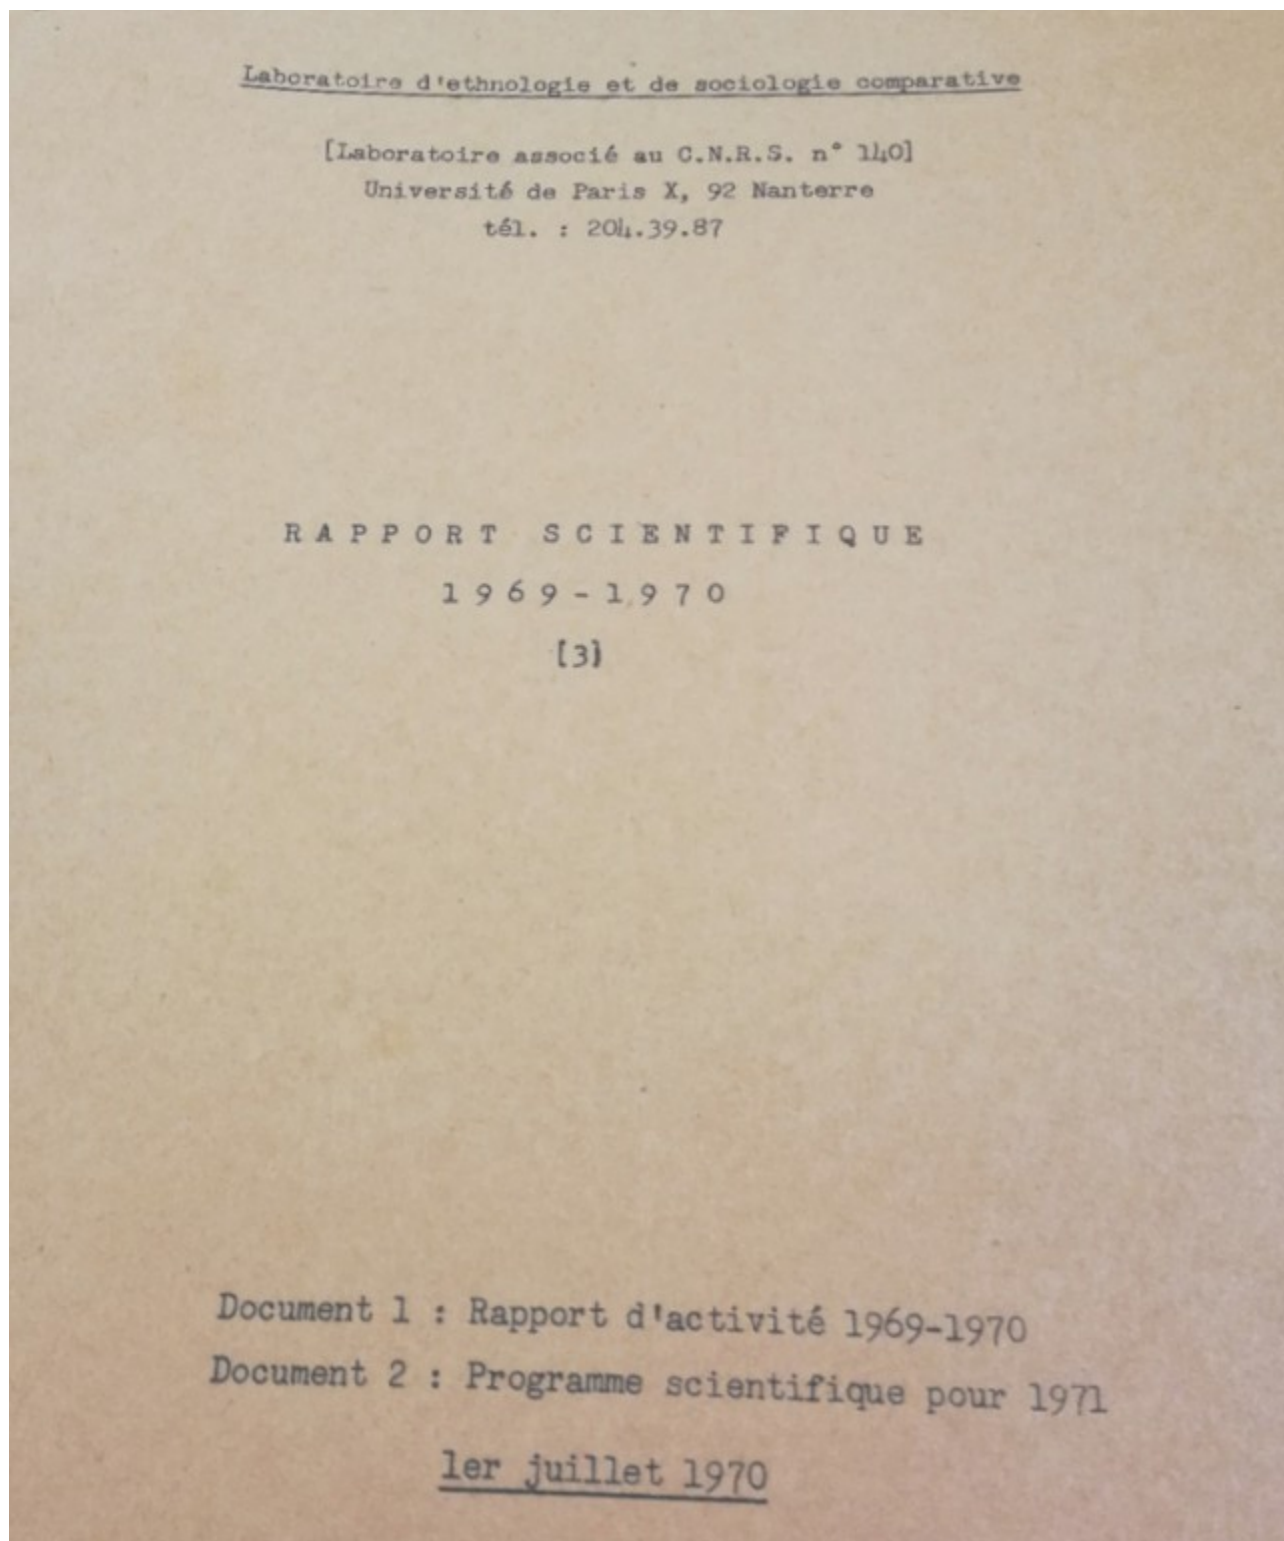 Laboratoire d'ethnologie et de sociologie comparative
[Laboratoire associé au C.N.R.S. n° 140]
Université de Paris X, 92 Nanterre
tél. : 204.39.87
RAPPORT SCIENTIFIQUE
1969-1970
[3]
Document 1 : Rapport d'activité 1969-1970
Document 2 : Programme scientifique pour 1971
1er juillet 1970